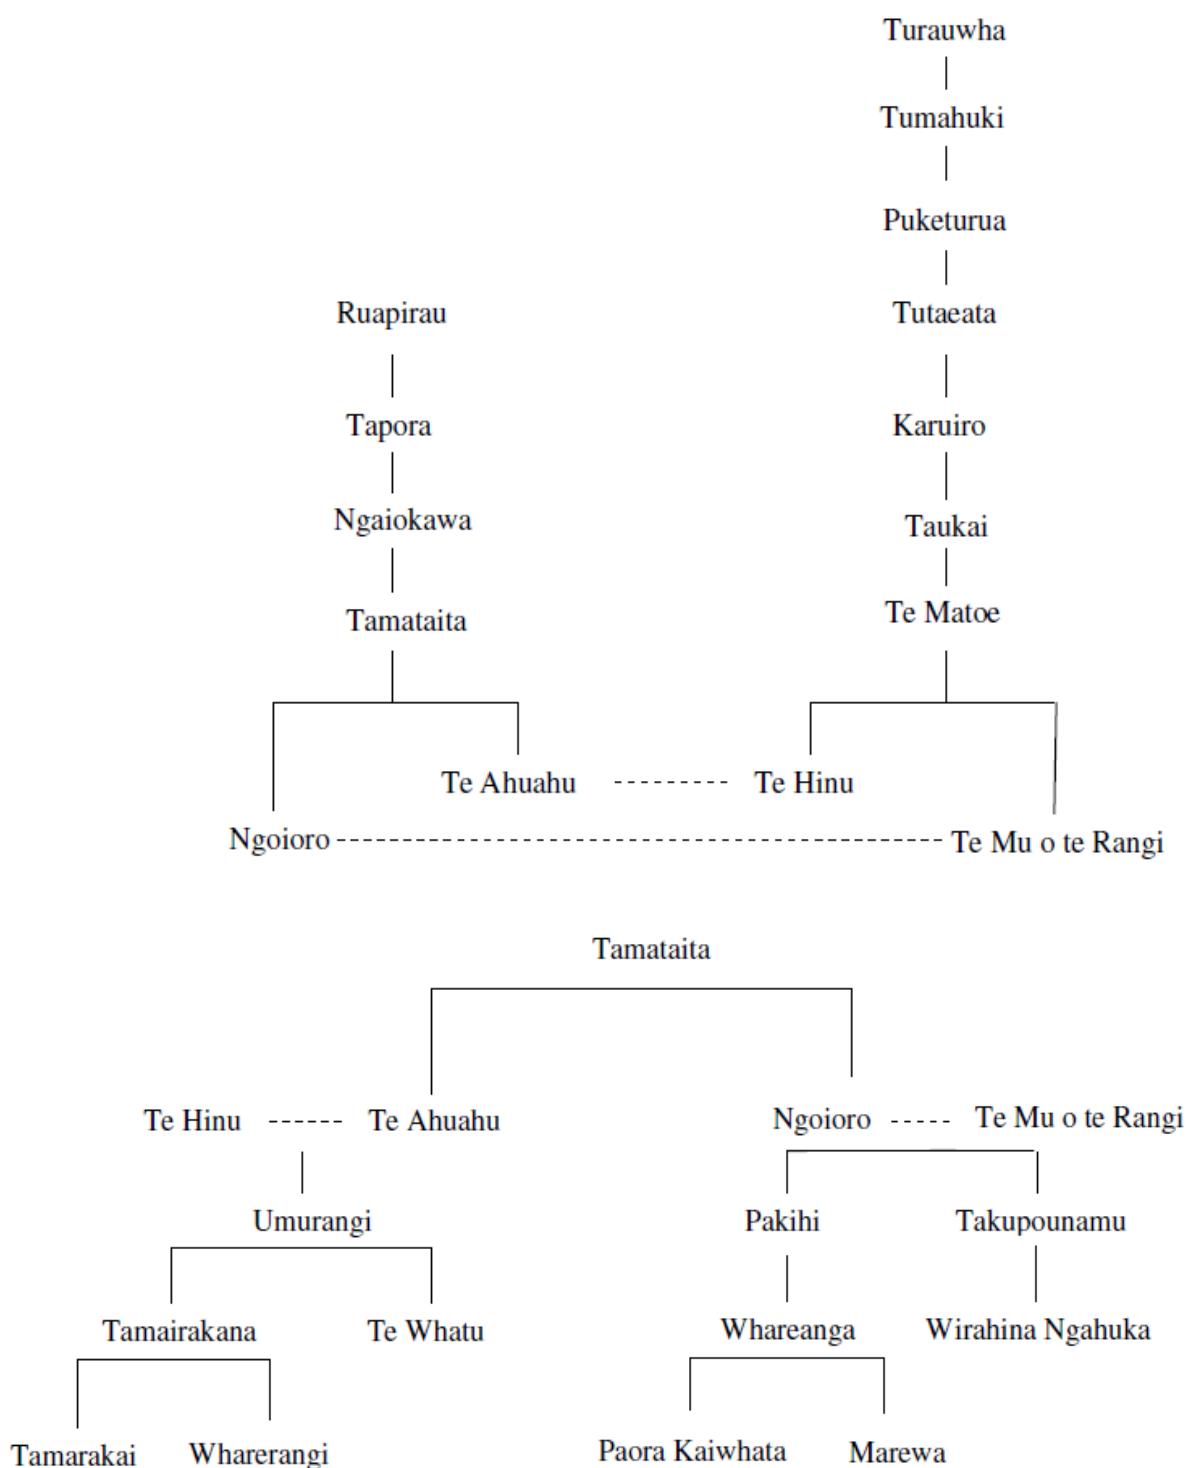 Turauwha
Tumahuki
Puketurua
Ruapirau Tutaeata
Tapora Karuiro
Ngaiokawa Taukai
Tamataita Te Matoe
Te Ahuahu Te Hinu
Ngoioro Te Mu o te Rangi
Tamataita
Te Hinu Te Ahuahu Ngoioro Te Mu o te Rangi
Umurangi Pakihi Takupounamu
Tamairakana Te Whatu Whareanga Wirahina Ngahuka
Tamarakai Wharerangi Paora Kaiwhata Marewa